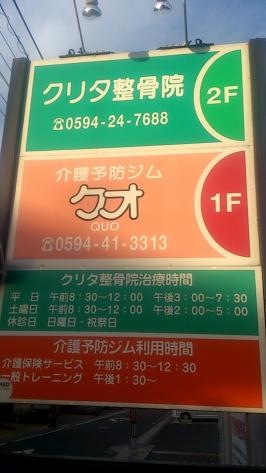 クリタ整骨院
2F
☎0594-24-7688
介護予防ジム
クオ
QUO
1F
☎0594-41-3313
クリタ整骨院治療時間
平 日 午前8:30〜12:00 午後3:00〜7:30
土曜日 午前8:30〜12:00 午後2:00〜5:00
休診日 日曜日・祝祭日
介護予防ジム利用時間
介護保険サービス 午前8:30〜12:30
一般トレーニング 午後1:30〜